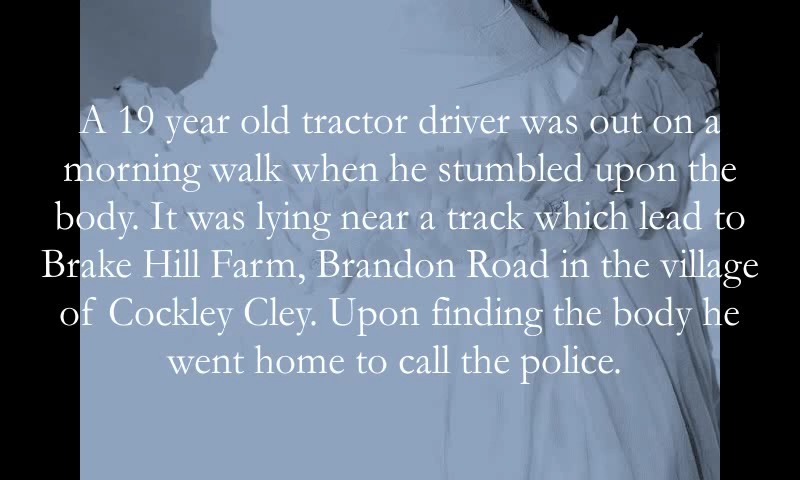 A 19 year old tractor driver was out on a
morning walk when he stumbled upon the
body. It was lying near a track which lead to
Brake Hill Farm, Brandon Road in the village
of Cockley Cley. Upon finding the body he
went home to call the police.